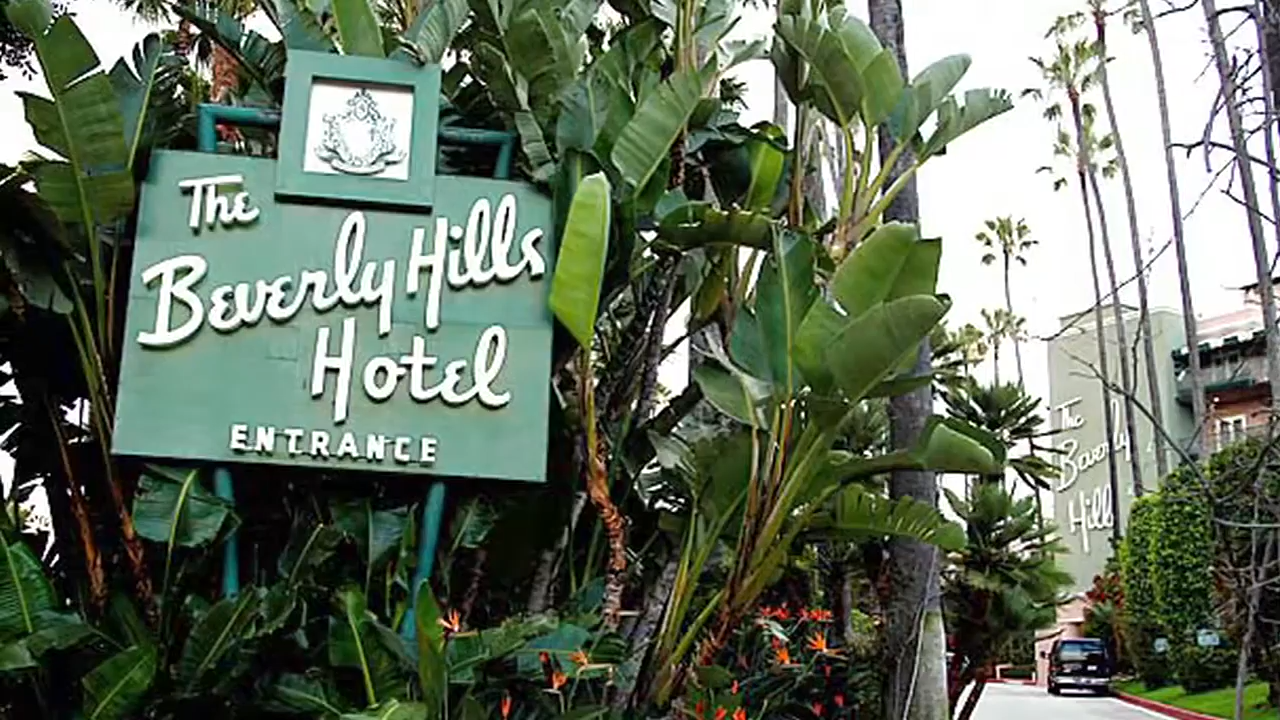 The
Beverly Hills
Hotel
ENTRANCE
The
Beverly
Hills